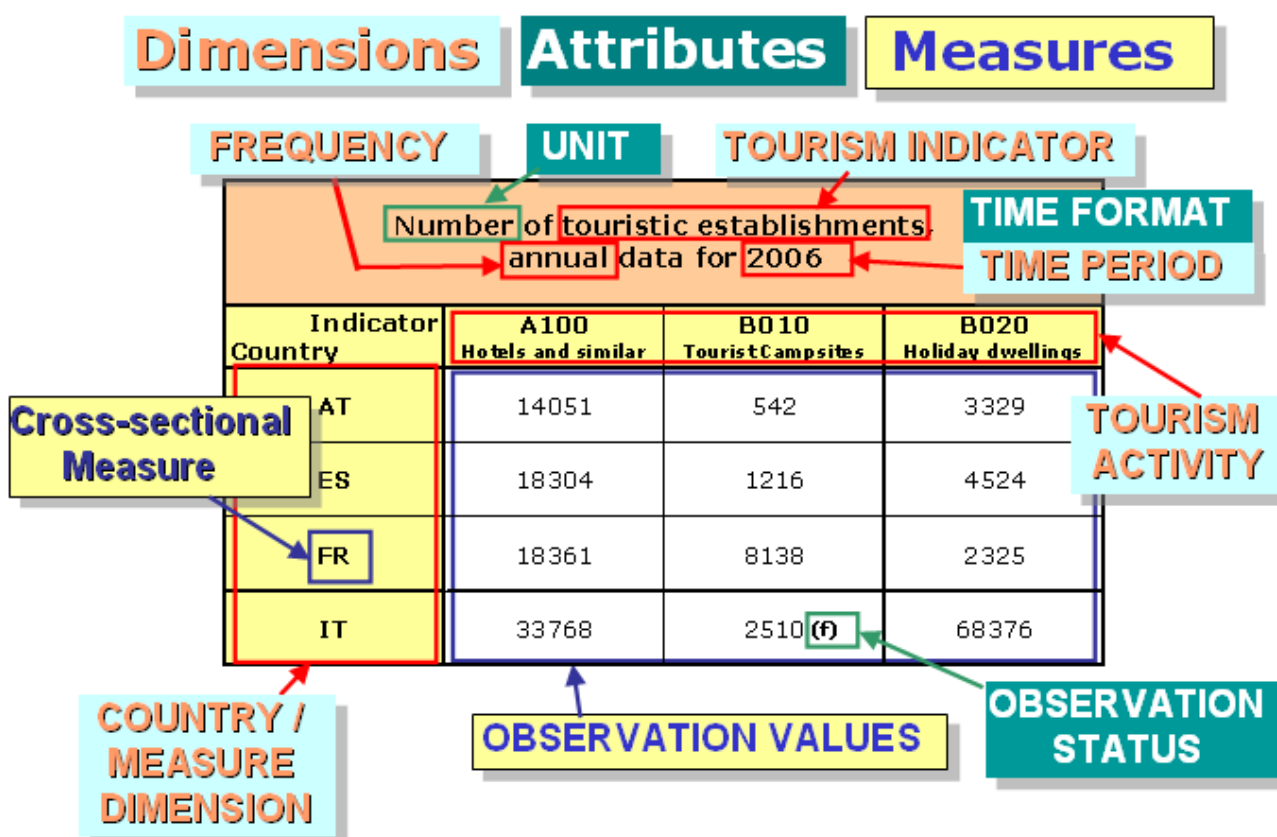 Dimensions Attributes Measures
FREQUENCY UNIT TOURISM INDICATOR
Number of touristic establishments,
annual data for 2006
TIME FORMAT
TIME PERIOD
Indicator
Country
A100 B010 B020
Hotels and similar Tourist Campsites Holiday dwellings
AT 14051 542 3329
Cross-sectional
Measure
TOURISM
ACTIVITY
ES 18304 1216 4524
FR 18361 8138 2325
IT 33768 2510 (f) 68376
COUNTRY /
MEASURE
DIMENSION
OBSERVATION VALUES
OBSERVATION
STATUS